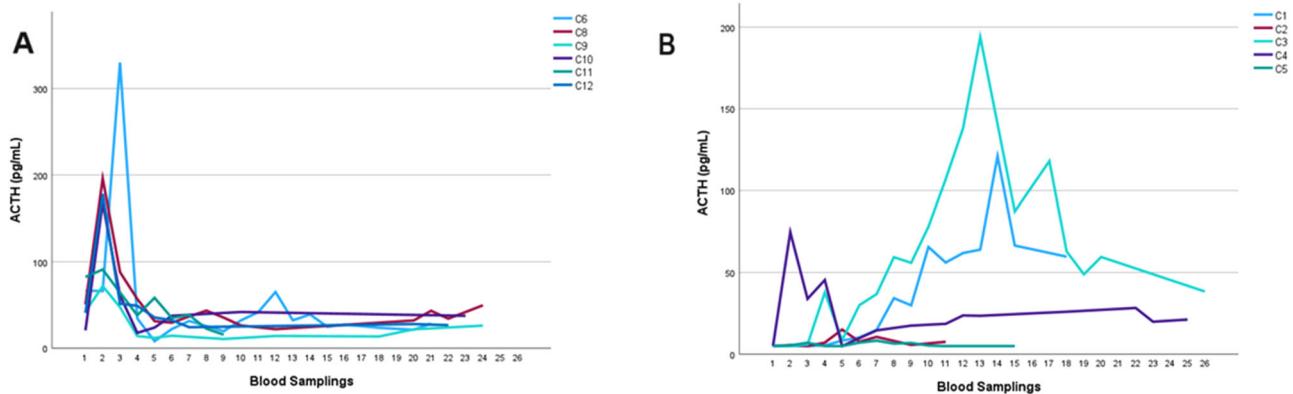 A
C6
C8
C9
C10
C11
C12
300
200
100
0
ACTH (pg/mL)
1 2 3 4 5 6 7 8 9 10 11 12 13 14 15 16 17 18 19 20 21 22 23 24 25 26
Blood Samplings
B
C1
C2
C3
C4
C5
200
150
100
50
0
ACTH (pg/mL)
1 2 3 4 5 6 7 8 9 10 11 12 13 14 15 16 17 18 19 20 21 22 23 24 25 26
Blood Samplings